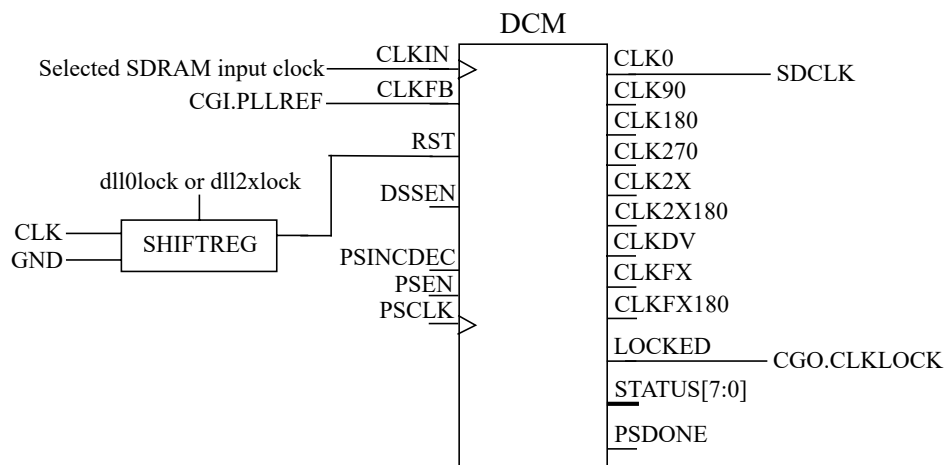 DCM
Selected SDRAM input clock
CLKIN
CGI.PLLREF
CLKFB
RST
dll0lock or dll2xlock
CLK
GND
SHIFTREG
DSSEN
PSINCDEC
PSEN
PSCLK
CLK0
SDCLK
CLK90
CLK180
CLK270
CLK2X
CLK2X180
CLKDV
CLKFX
CLKFX180
LOCKED
CGO.CLKLOCK
STATUS[7:0]
PSDONE